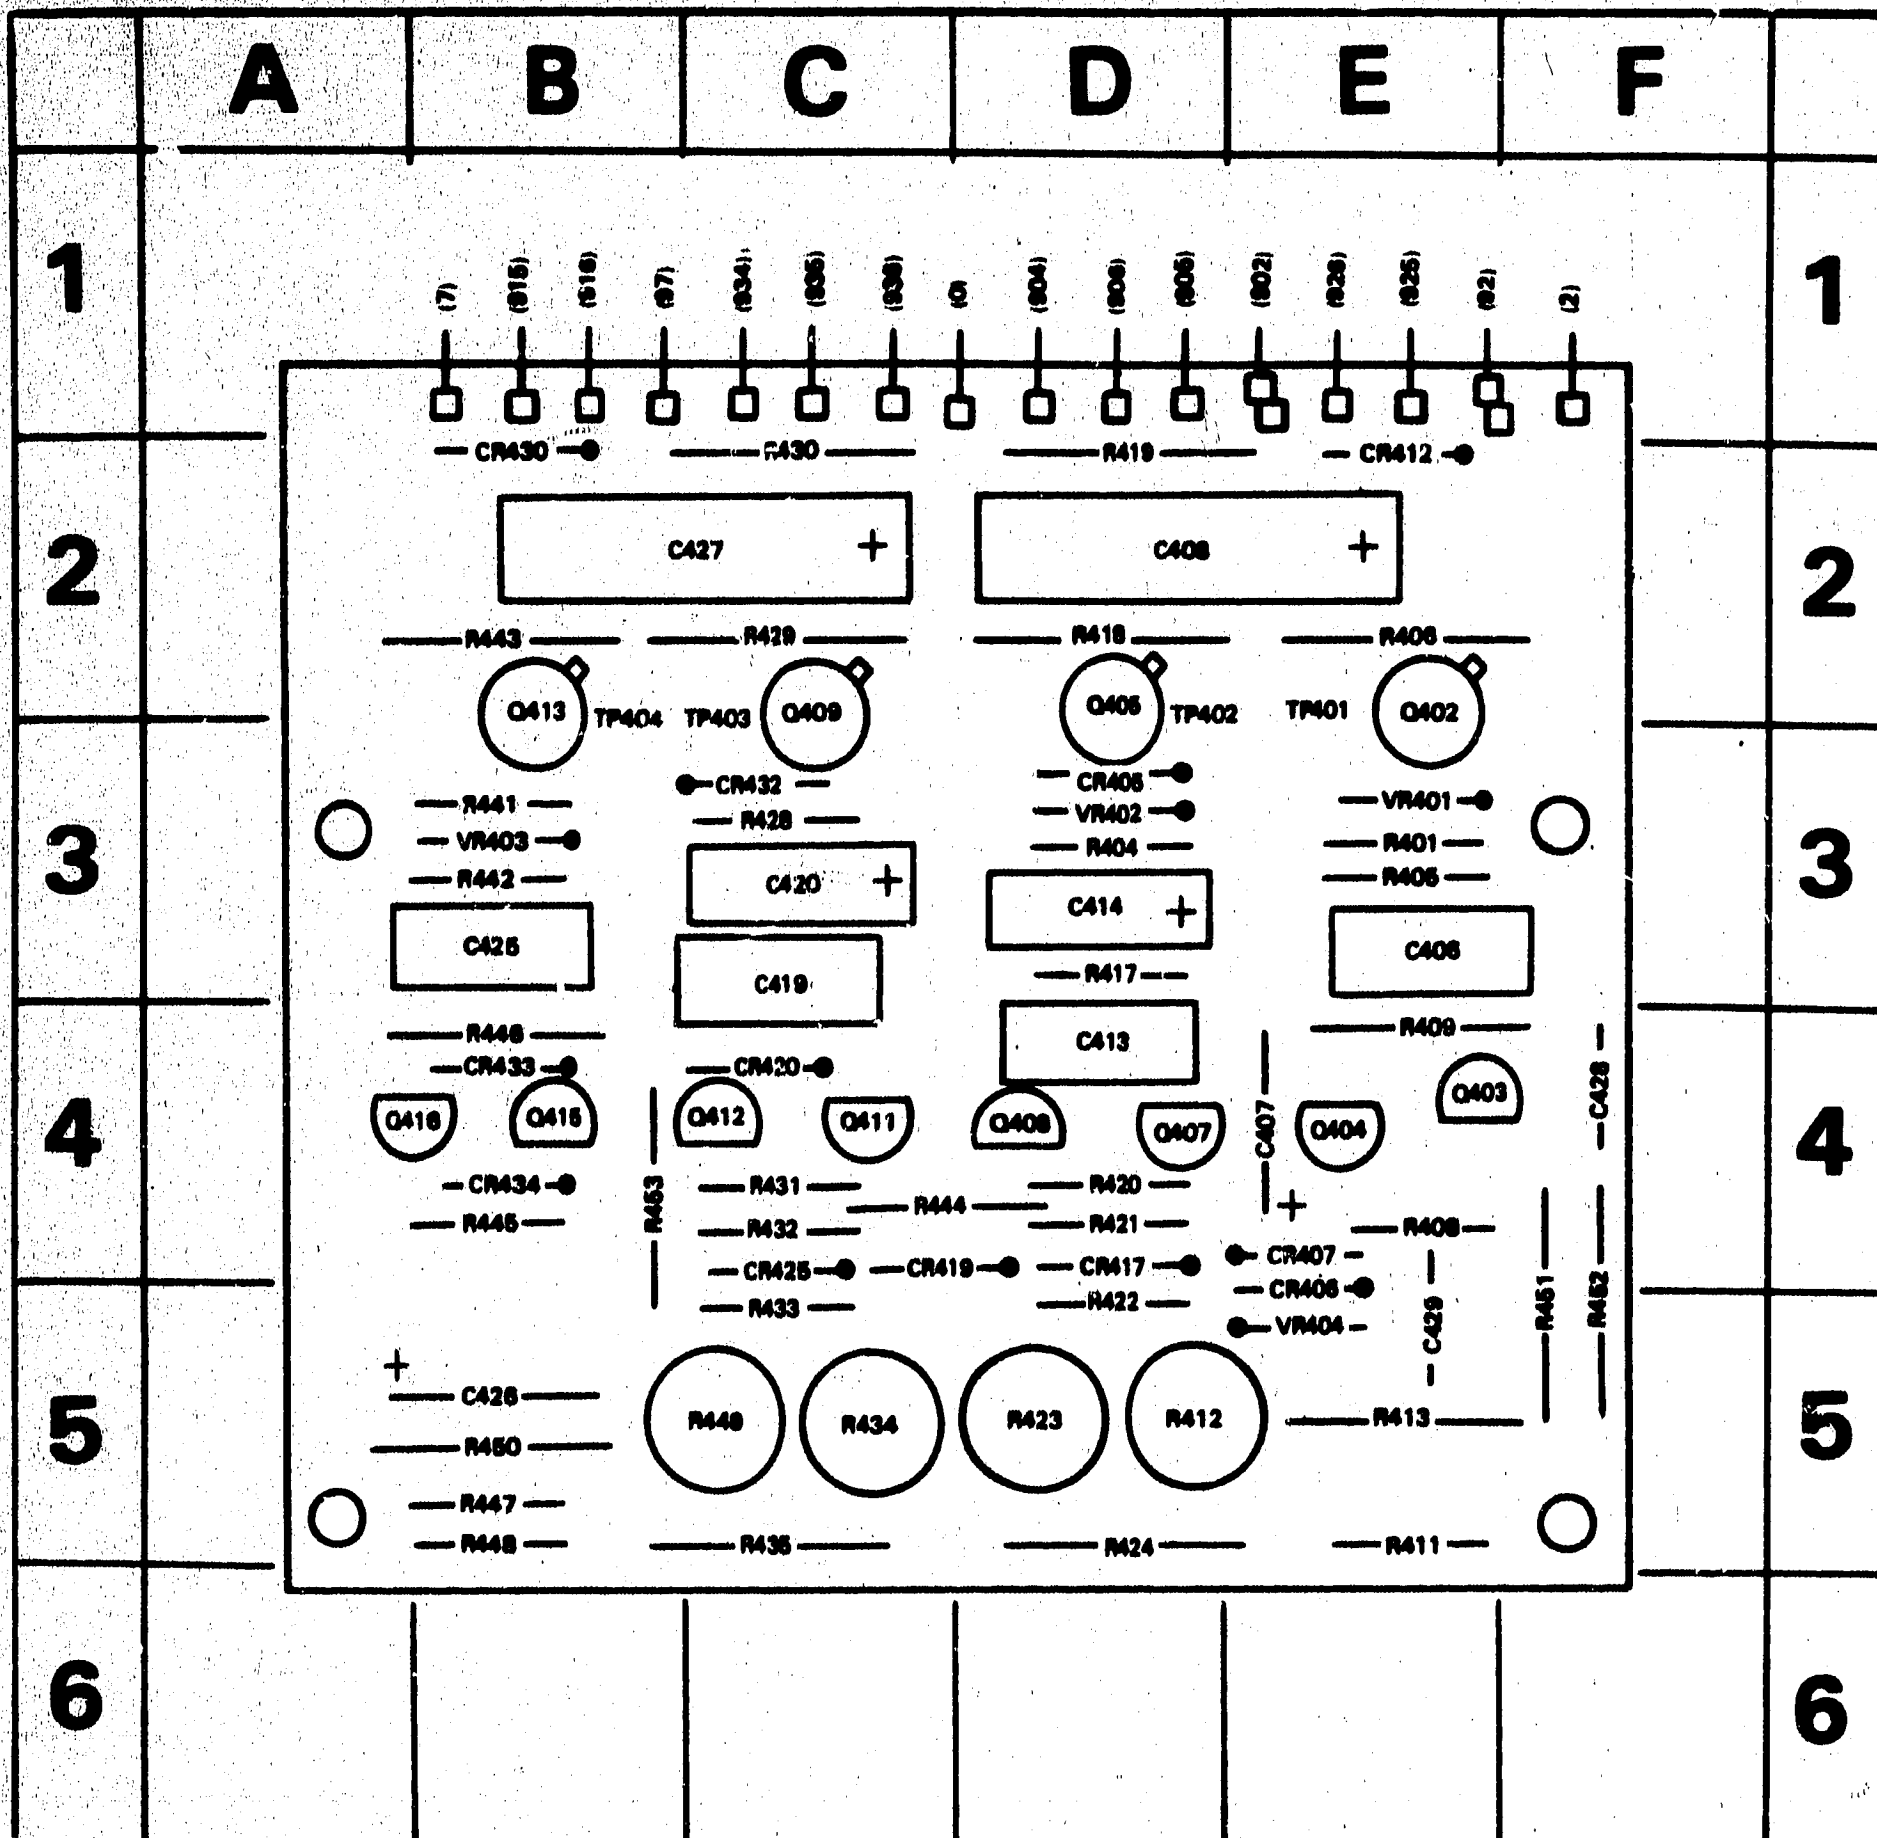 A B C D E F
1 1
(7) (915) (916) (97) (934) (935) (936) (0) (904) (906) (905) (902) (926) (925) (92) (2)
CR430 R430 R419 CR412
2 C427 + C408 + 2
R443 R429 R418 R406
Q413 TP404 TP403 Q409 Q405 TP402 TP401 Q402
CR432 CR405
R441 R428 VR402 VR401
VR403 R404 R401
3 R442 C420 + C414 + R405 3
C425 C419 R417 C406
R446 C413 R409
CR433 CR420
4 Q416 Q415 Q412 Q411 Q408 Q407 C407 + Q404 Q403 C428 4
CR434 R453 R431 R444 R420
R445 R432 R421 R408
CR425 CR419 CR417 CR407
R433 R422 CR406 C429 R451 R452
VR404
+
C426
5 R449 R434 R423 R412 R413 5
R450
R447
R448 R435 R424 R411
6 6